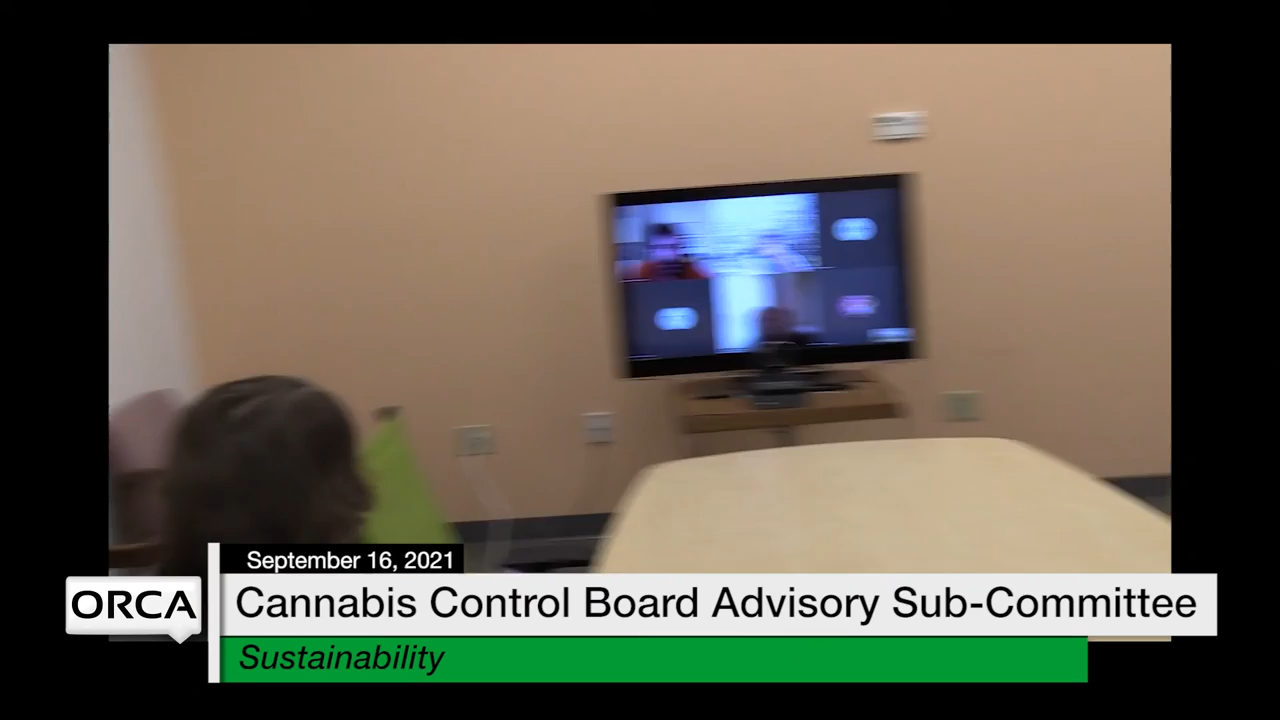 September 16, 2021
ORCA
Cannabis Control Board Advisory Sub-Committee
Sustainability